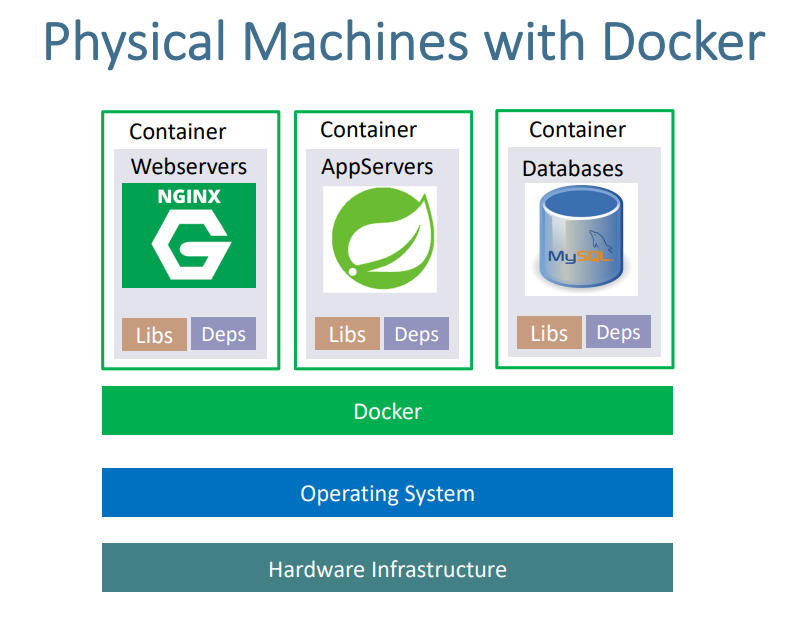 Physical Machines with Docker
Container
Webservers
NGINX
Libs
Deps
Container
AppServers
Libs
Deps
Container
Databases
MySQL
Libs
Deps
Docker
Operating System
Hardware Infrastructure